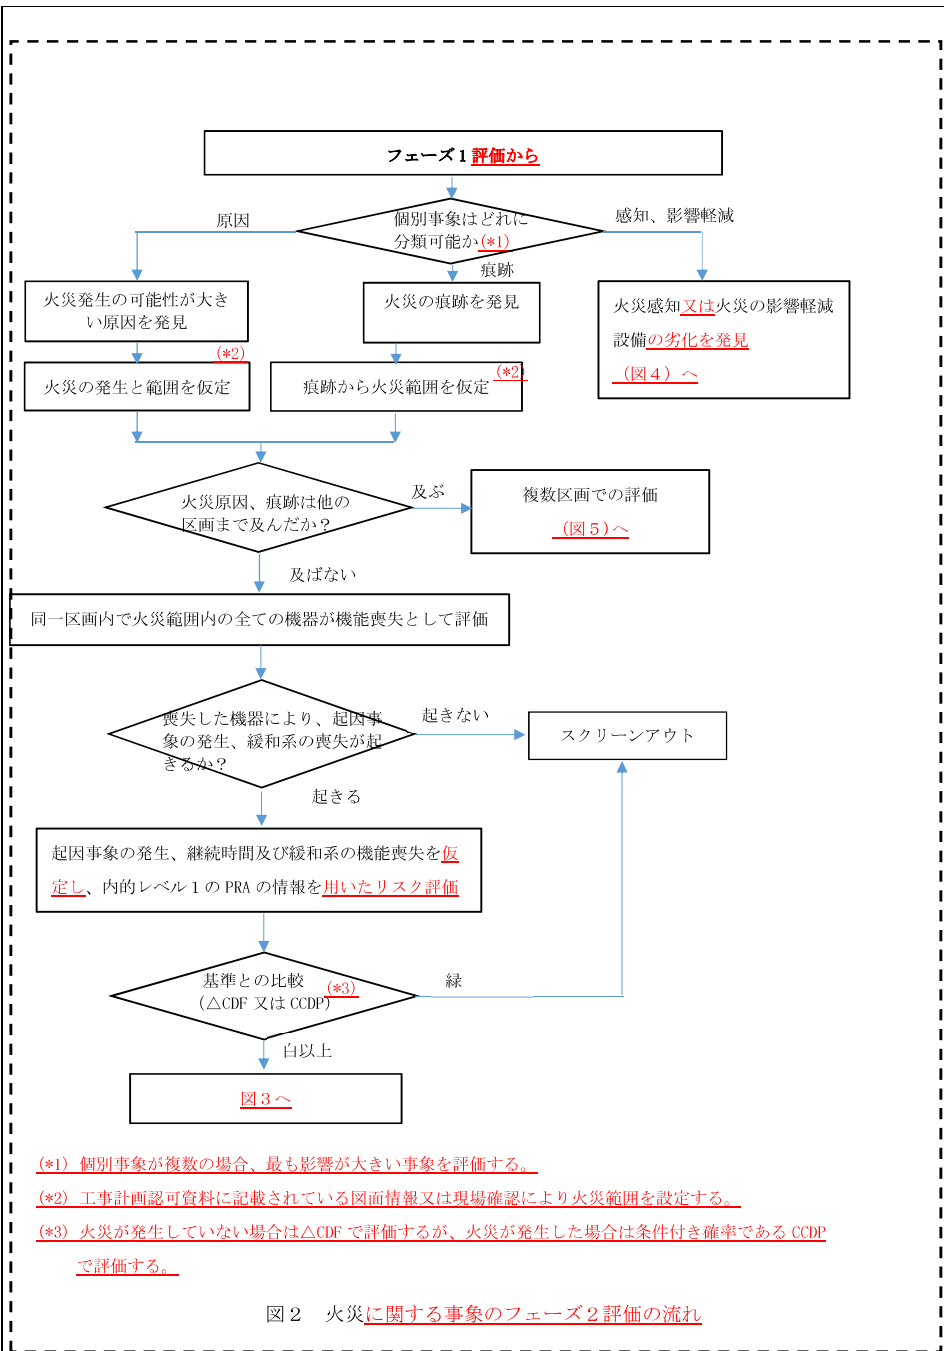 フェーズ１評価から
個別事象はどれに
分類可能か(*1)
原因
感知、影響軽減
痕跡
火災発生の可能性が大き
い原因を発見
火災の痕跡を発見
火災感知又は火災の影響軽減
設備の劣化を発見
（図４）へ
(*2)
火災の発生と範囲を仮定
(*2)
痕跡から火災範囲を仮定
火災原因、痕跡は他の
区画まで及んだか？
及ぶ
複数区画での評価
（図５）へ
及ばない
同一区画内で火災範囲内の全ての機器が機能喪失として評価
喪失した機器により、起因事
象の発生、緩和系の喪失が起
きるか？
起きない
スクリーンアウト
起きる
起因事象の発生、継続時間及び緩和系の機能喪失を仮
定し、内的レベル１の PRA の情報を用いたリスク評価
基準との比較
（△CDF 又は CCDP）
(*3)
緑
白以上
図３へ
(*1) 個別事象が複数の場合、最も影響が大きい事象を評価する。
(*2) 工事計画認可資料に記載されている図面情報又は現場確認により火災範囲を設定する。
(*3) 火災が発生していない場合は△CDF で評価するが、火災が発生した場合は条件付き確率である CCDP
で評価する。
図２　火災に関する事象のフェーズ２評価の流れ